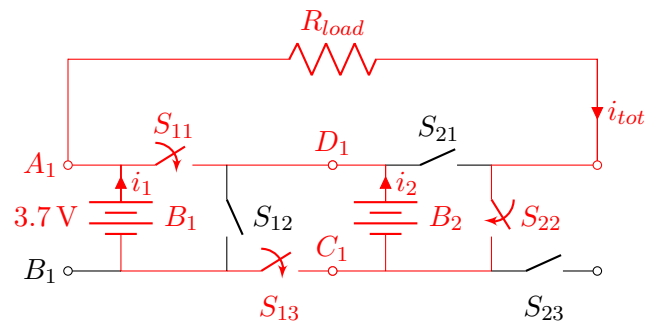 R_load
S_11
D_1
S_21
i_tot
A_1
i_1
i_2
3.7 V
B_1
S_12
B_2
S_22
B_1
C_1
S_13
S_23